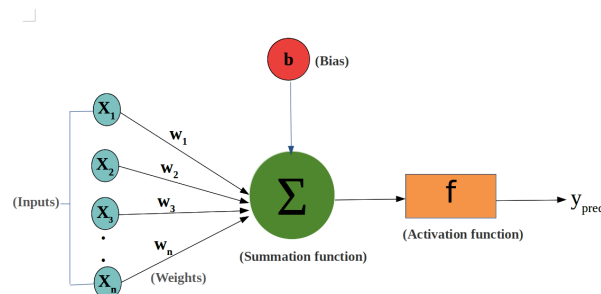 b (Bias)
X1
w1
X2
w2
(Inputs)
w3
X3
.
.
wn
Xn
(Weights)
Σ
(Summation function)
f
(Activation function)
ypred